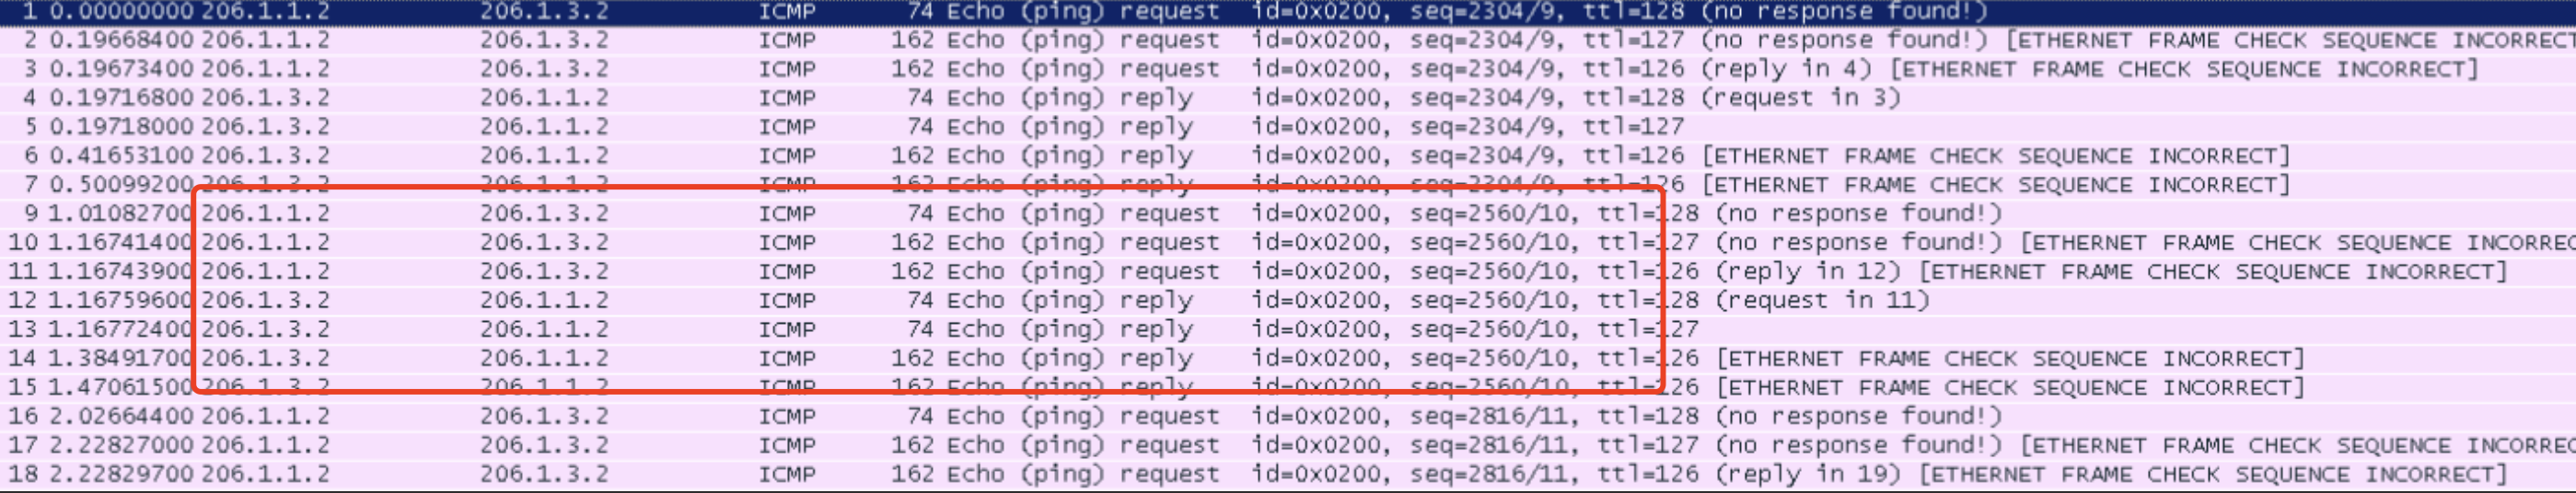 1 0.00000000 206.1.1.2 206.1.3.2 ICMP 74 Echo (ping) request id=0x0200, seq=2304/9, ttl=128 (no response found!)
2 0.19668400 206.1.1.2 206.1.3.2 ICMP 162 Echo (ping) request id=0x0200, seq=2304/9, ttl=127 (no response found!) [ETHERNET FRAME CHECK SEQUENCE INCORRECT
3 0.19673400 206.1.1.2 206.1.3.2 ICMP 162 Echo (ping) request id=0x0200, seq=2304/9, ttl=126 (reply in 4) [ETHERNET FRAME CHECK SEQUENCE INCORRECT]
4 0.19716800 206.1.3.2 206.1.1.2 ICMP 74 Echo (ping) reply id=0x0200, seq=2304/9, ttl=128 (request in 3)
5 0.19718000 206.1.3.2 206.1.1.2 ICMP 74 Echo (ping) reply id=0x0200, seq=2304/9, ttl=127
6 0.41653100 206.1.3.2 206.1.1.2 ICMP 162 Echo (ping) reply id=0x0200, seq=2304/9, ttl=126 [ETHERNET FRAME CHECK SEQUENCE INCORRECT]
7 0.50099200 206.1.3.2 206.1.1.2 ICMP 162 Echo (ping) reply id=0x0200, seq=2304/9, ttl=126 [ETHERNET FRAME CHECK SEQUENCE INCORRECT]
9 1.01082700 206.1.1.2 206.1.3.2 ICMP 74 Echo (ping) request id=0x0200, seq=2560/10, ttl=128 (no response found!)
10 1.16741400 206.1.1.2 206.1.3.2 ICMP 162 Echo (ping) request id=0x0200, seq=2560/10, ttl=127 (no response found!) [ETHERNET FRAME CHECK SEQUENCE INCORREC
11 1.16743900 206.1.1.2 206.1.3.2 ICMP 162 Echo (ping) request id=0x0200, seq=2560/10, ttl=126 (reply in 12) [ETHERNET FRAME CHECK SEQUENCE INCORRECT]
12 1.16759600 206.1.3.2 206.1.1.2 ICMP 74 Echo (ping) reply id=0x0200, seq=2560/10, ttl=128 (request in 11)
13 1.16772400 206.1.3.2 206.1.1.2 ICMP 74 Echo (ping) reply id=0x0200, seq=2560/10, ttl=127
14 1.38491700 206.1.3.2 206.1.1.2 ICMP 162 Echo (ping) reply id=0x0200, seq=2560/10, ttl=126 [ETHERNET FRAME CHECK SEQUENCE INCORRECT]
15 1.47061500 206.1.3.2 206.1.1.2 ICMP 162 Echo (ping) reply id=0x0200, seq=2560/10, ttl=126 [ETHERNET FRAME CHECK SEQUENCE INCORRECT]
16 2.02664400 206.1.1.2 206.1.3.2 ICMP 74 Echo (ping) request id=0x0200, seq=2816/11, ttl=128 (no response found!)
17 2.22827000 206.1.1.2 206.1.3.2 ICMP 162 Echo (ping) request id=0x0200, seq=2816/11, ttl=127 (no response found!) [ETHERNET FRAME CHECK SEQUENCE INCORREC
18 2.22829700 206.1.1.2 206.1.3.2 ICMP 162 Echo (ping) request id=0x0200, seq=2816/11, ttl=126 (reply in 19) [ETHERNET FRAME CHECK SEQUENCE INCORRECT]